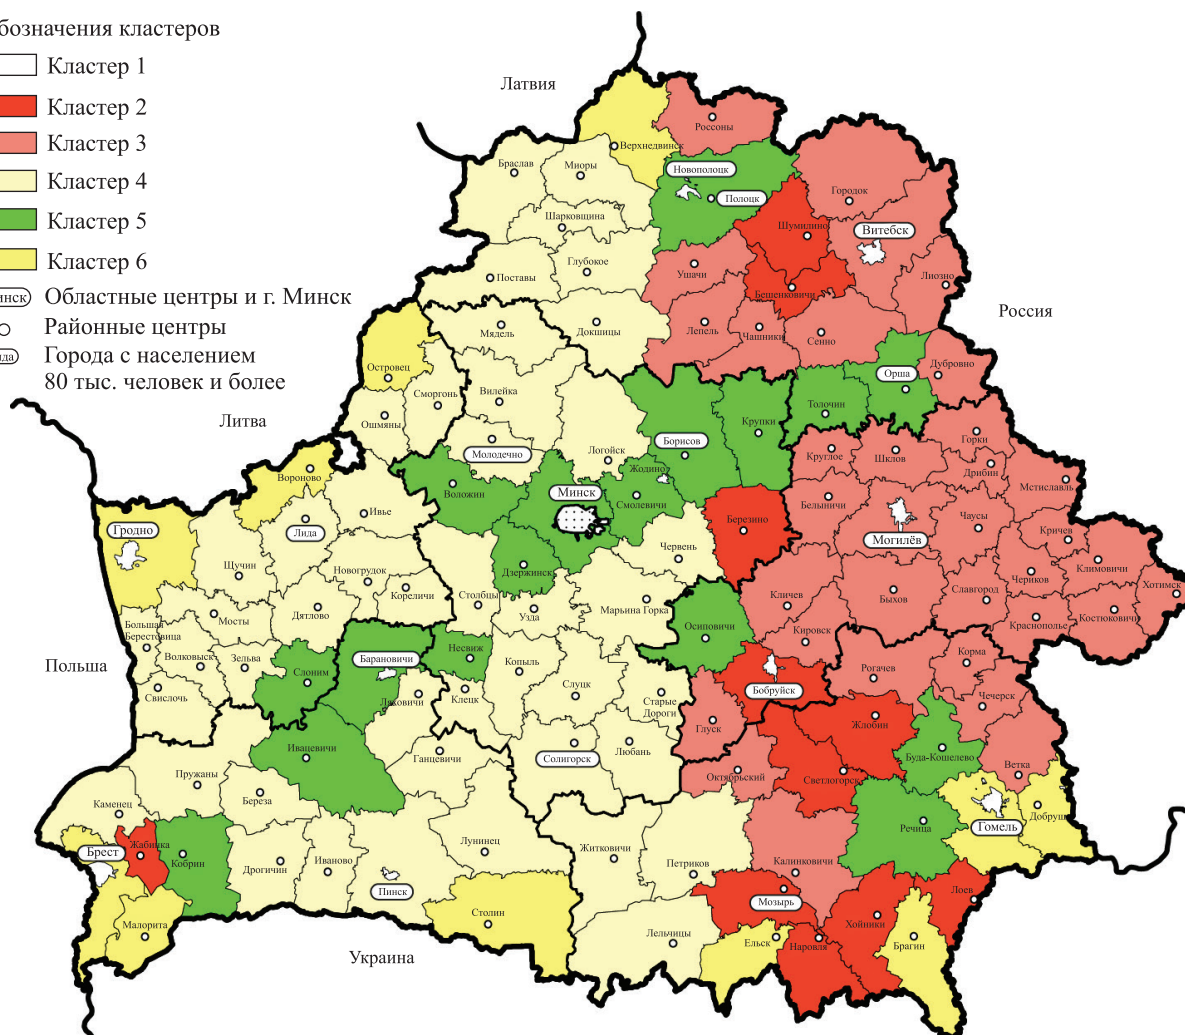 бозначения кластеров
Кластер 1
Кластер 2
Кластер 3
Кластер 4
Кластер 5
Кластер 6
инск Областные центры и г. Минск
Районные центры
ида Города с населением
80 тыс. человек и более
Латвия
Россия
Литва
Польша
Украина
Россоны
Верхнедвинск
Браслав
Миоры
Новополоцк
Полоцк
Городок
Шарковщина
Шумилино
Витебск
Глубокое
Поставы
Ушачи
Лиозно
Бешенковичи
Мядель
Докшицы
Лепель
Чашники
Сенно
Островец
Дубровно
Орша
Сморгонь
Вилейка
Толочин
Ошмяны
Крупки
Борисов
Молодечно
Логойск
Круглое
Шклов
Горки
Дрибин
Жодино
Вороново
Воложин
Минск
Смолевичи
Мстиславль
Белыничи
Ивье
Березино
Чаусы
Гродно
Лида
Могилёв
Кричев
Червень
Климовичи
Щучин
Новогрудок
Дзержинск
Чериков
Хотимск
Кореличи
Столбцы
Узда
Марьина Горка
Кличев
Быхов
Славгород
Костюковичи
Краснополье
Мосты
Дятлово
Большая
Берестовица
Осиповичи
Кировск
Волковыск
Зельва
Барановичи
Несвиж
Копыль
Корма
Слоним
Рогачев
Свислочь
Ляховичи
Клецк
Слуцк
Старые
Дороги
Бобруйск
Чечерск
Глуск
Жлобин
Ивацевичи
Ганцевичи
Солигорск
Любань
Буда-Кошелево
Ветка
Пружаны
Октябрьский
Светлогорск
Каменец
Береза
Гомель
Добруш
Речица
Жабинка
Брест
Кобрин
Дрогичин
Иваново
Лунинец
Житковичи
Петриков
Калинковичи
Пинск
Мозырь
Лоев
Столин
Малорита
Хойники
Лельчицы
Ельск
Наровля
Брагин